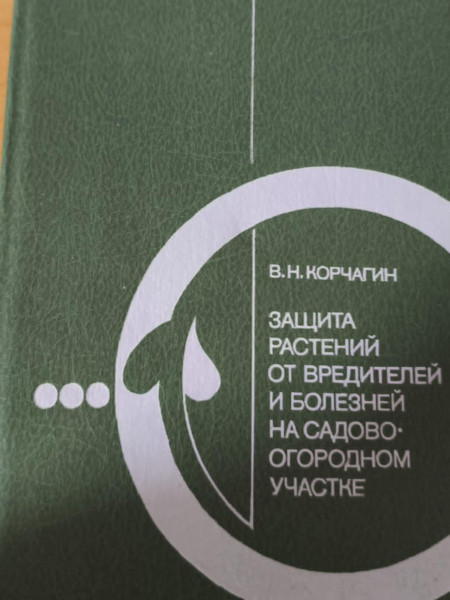 В. Н. КОРЧАГИН
ЗАЩИТА
РАСТЕНИЙ
ОТ ВРЕДИТЕЛЕЙ
И БОЛЕЗНЕЙ
НА САДОВО-
ОГОРОДНОМ
УЧАСТКЕ